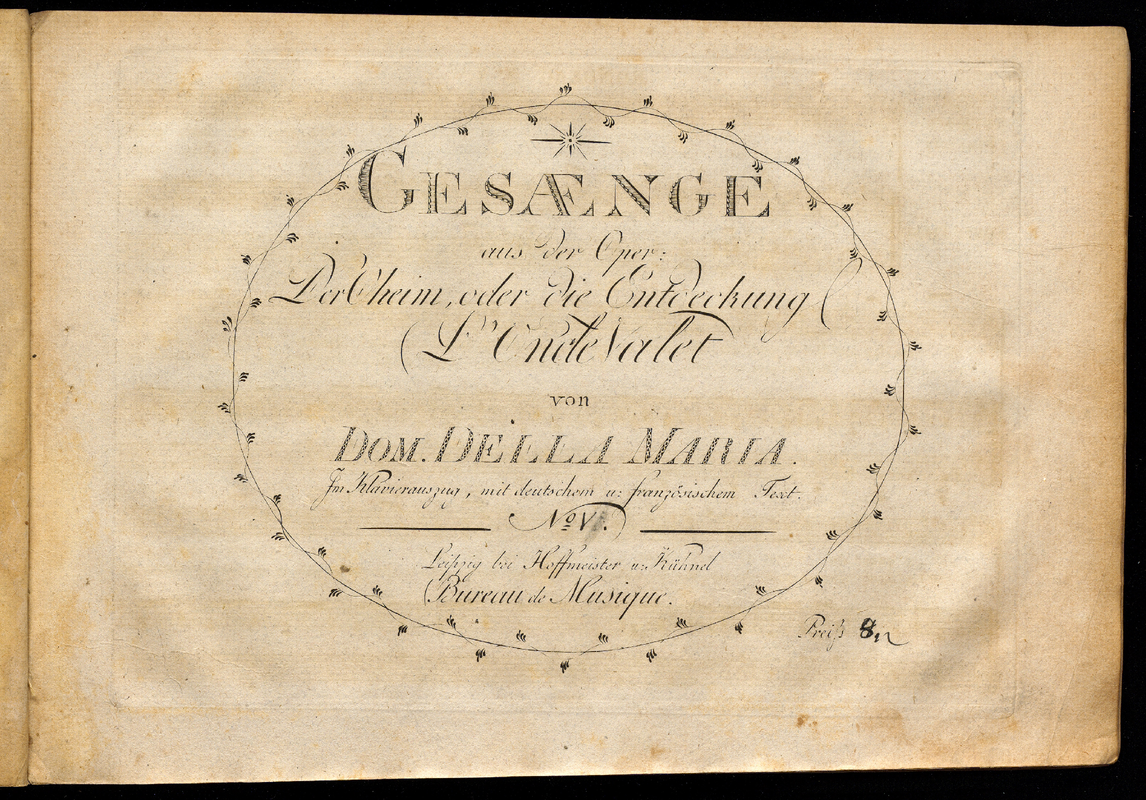 GESÆNGE
aus der Oper:
Der Oheim, oder die Entdeckung
(L'Oncle Valet
von
DOM. DELLA MARIA.
Im Klavierauszug, mit deutschem u: französischem Text.
No V.
Leipzig bei Hoffmeister u: Kühnel
(Bureau de Musique.
Preiß 8